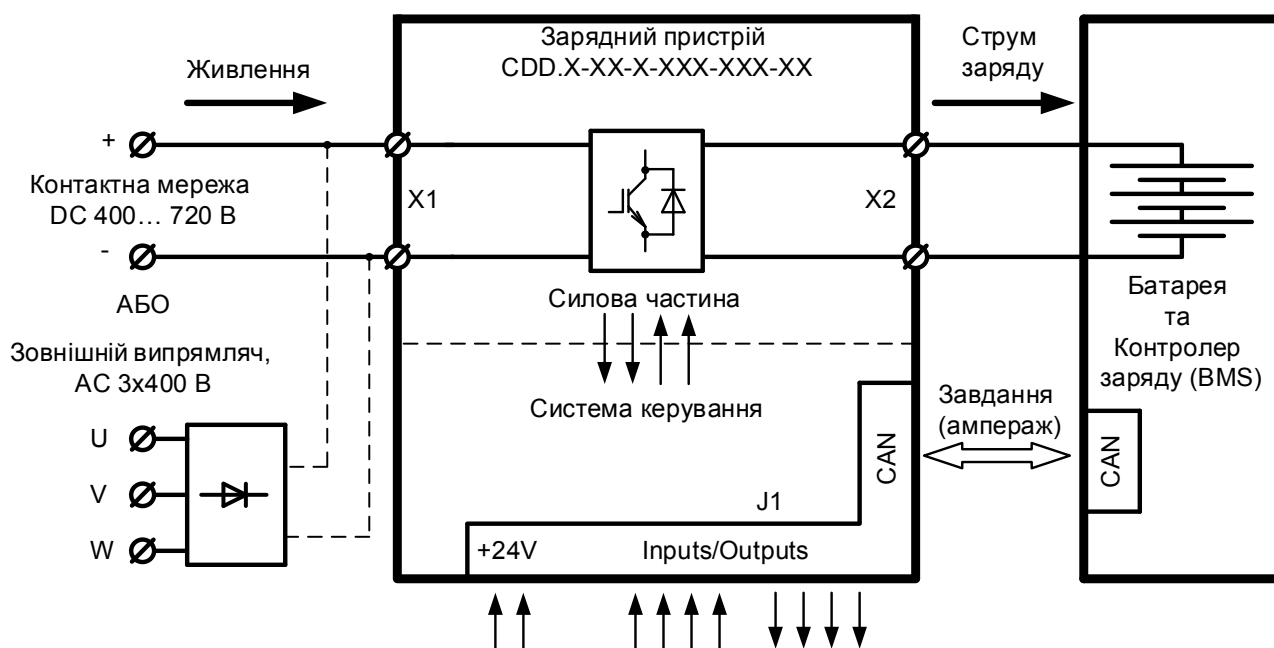 Живлення
+
Контактна мережа
DC 400… 720 В
-
АБО
Зовнішній випрямляч,
AC 3x400 В
U
V
W
Зарядний пристрій
CDD.X-XX-X-XXX-XXX-XX
X1
X2
Силова частина
Система керування
CAN
J1
+24V
Inputs/Outputs
Струм
заряду
Завдання
(ампераж)
Батарея
та
Контролер
заряду (BMS)
CAN